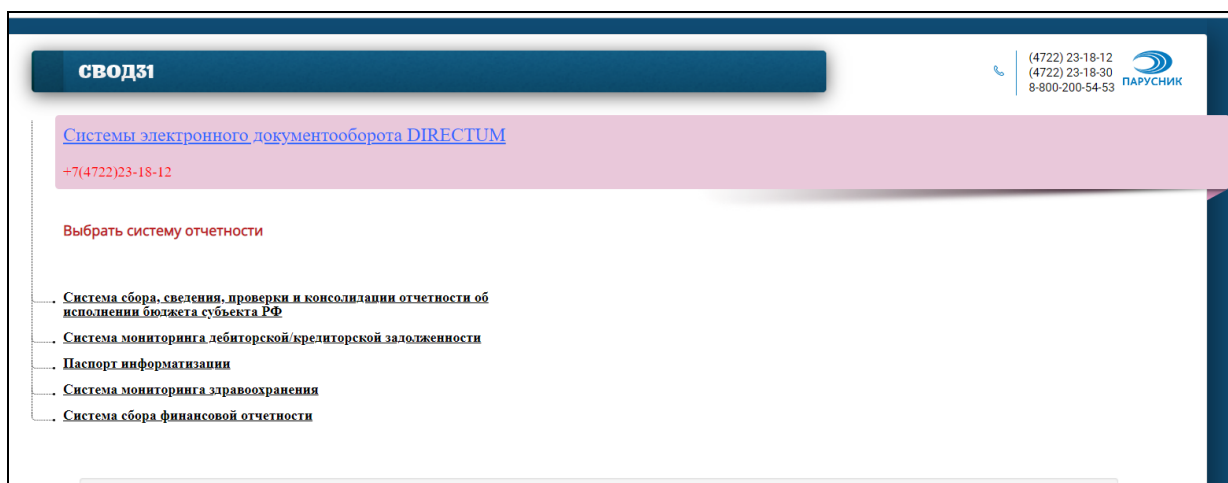 СВОД31
(4722) 23-18-12
(4722) 23-18-30
8-800-200-54-53
ПАРУСНИК
Системы электронного документооборота DIRECTUM
+7(4722)23-18-12
Выбрать систему отчетности
Система сбора, сведения, проверки и консолидации отчетности об
исполнении бюджета субъекта РФ
Система мониторинга дебиторской/кредиторской задолженности
Паспорт информатизации
Система мониторинга здравоохранения
Система сбора финансовой отчетности